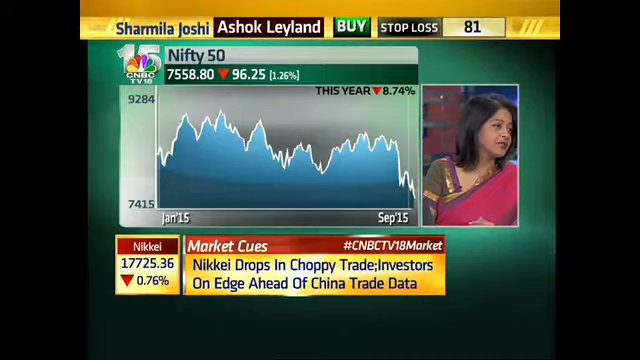 Sharmila Joshi Ashok Leyland BUY STOP LOSS 81
15
CNBC
TV18
Nifty 50
7558.80 ▼ 96.25 [1.26%]
THIS YEAR ▼8.74%
9284
7415
Jan'15 Sep'15
Nikkei
17725.36
▼ 0.76%
Market Cues #CNBCTV18Market
Nikkei Drops In Choppy Trade;Investors
On Edge Ahead Of China Trade Data